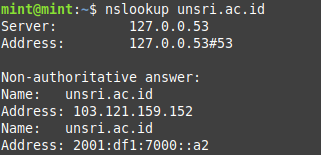 mint@mint:~$ nslookup unsri.ac.id
Server:         127.0.0.53
Address:        127.0.0.53#53

Non-authoritative answer:
Name:   unsri.ac.id
Address: 103.121.159.152
Name:   unsri.ac.id
Address: 2001:df1:7000::a2